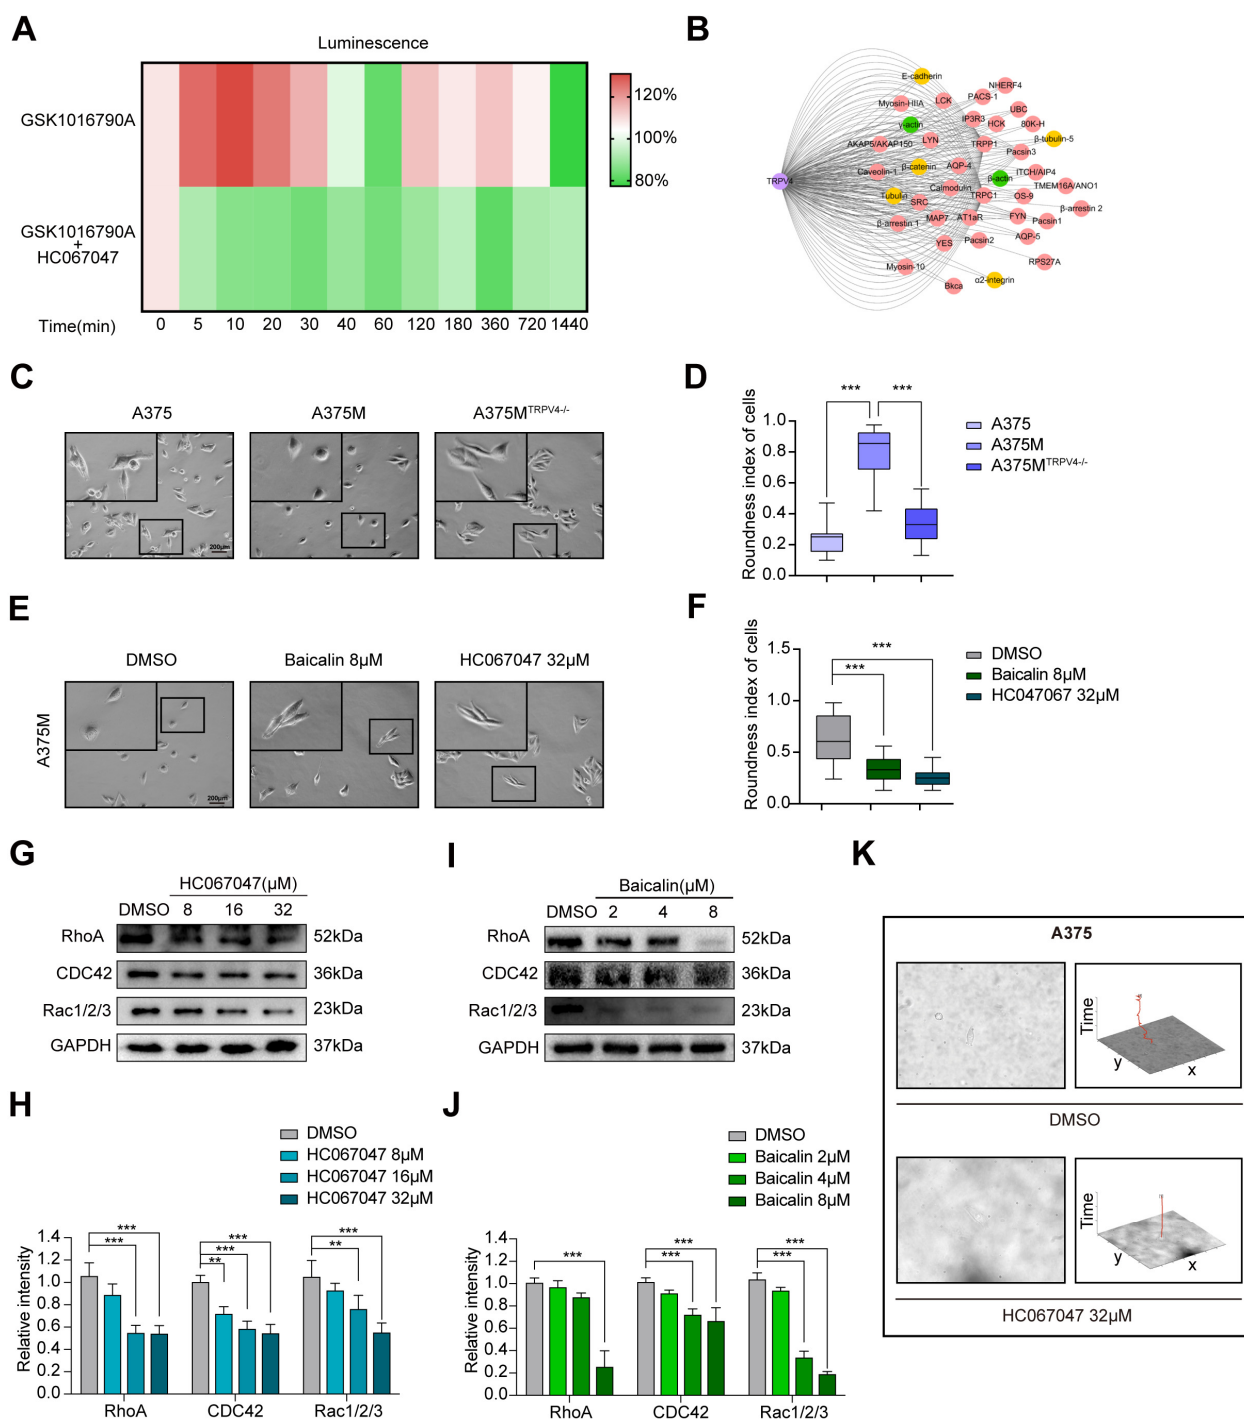 A
Luminescence
GSK1016790A
GSK1016790A
+
HC067047
Time(min)
0 5 10 20 30 40 60 120 180 360 720 1440
120%
100%
80%
B
E-cadherin
NHERF4
LCK
PACS-1
Myosin-IIIA
UBC
γ-actin
IP3R3
HCK
80K-H
AKAP5/AKAP150
LYN
TRPP1
β-tubulin-5
Pacsin3
Caveolin-1
β-catenin
AQP-4
ITCH/AIP4
TRPV4
β-actin
TMEM16A/ANO1
Calmodulin
SRC
TRPC1
OS-9
β-arrestin 2
β-arrestin 1
MAP7
AT1aR
FYN
Pacsin1
YES
Pacsin2
AQP-5
Myosin-10
RPS27A
Bkca
α2-integrin
C
A375
A375M
A375M^TRPV4-/-
200μm
D
*** ***
Roundness index of cells
1.0
0.8
0.6
0.4
0.2
0.0
A375
A375M
A375M^TRPV4-/-
E
DMSO
Baicalin 8μM
HC067047 32μM
A375M
200μm
F
***
***
Roundness index of cells
1.5
1.0
0.5
0.0
DMSO
Baicalin 8μM
HC047067 32μM
G
HC067047(μM)
DMSO 8 16 32
RhoA 52kDa
CDC42 36kDa
Rac1/2/3 23kDa
GAPDH 37kDa
I
Baicalin(μM)
DMSO 2 4 8
RhoA 52kDa
CDC42 36kDa
Rac1/2/3 23kDa
GAPDH 37kDa
H
DMSO
HC067047 8μM
HC067047 16μM
HC067047 32μM
Relative intensity
1.4
1.2
1.0
0.8
0.6
0.4
0.2
0.0
***
***
***
***
**
***
**
RhoA CDC42 Rac1/2/3
J
DMSO
Baicalin 2μM
Baicalin 4μM
Baicalin 8μM
Relative intensity
1.4
1.2
1.0
0.8
0.6
0.4
0.2
0.0
***
***
***
***
***
RhoA CDC42 Rac1/2/3
K
A375
Time
y
x
DMSO
Time
y
x
HC067047 32μM